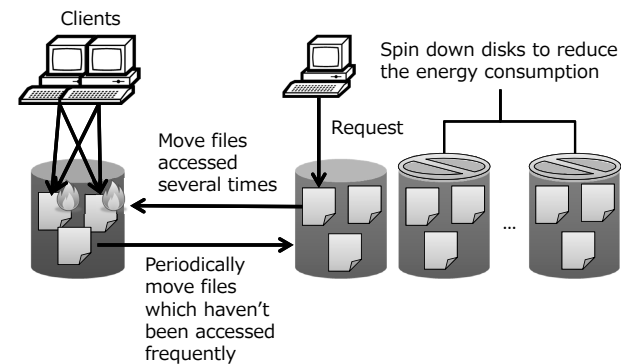 Clients
Spin down disks to reduce
the energy consumption
Request
Move files
accessed
several times
...
Periodically
move files
which haven't
been accessed
frequently